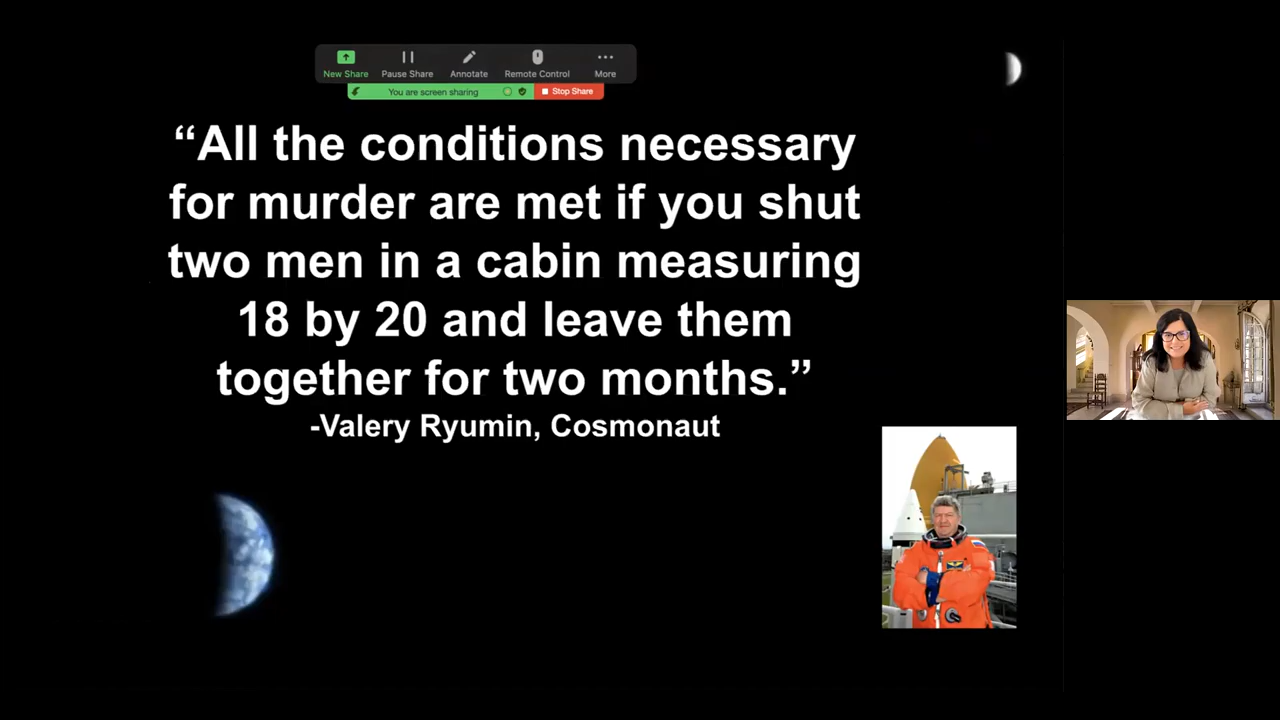 New Share
Pause Share
Annotate
Remote Control
More
You are screen sharing
Stop Share
“All the conditions necessary
for murder are met if you shut
two men in a cabin measuring
18 by 20 and leave them
together for two months.”
-Valery Ryumin, Cosmonaut